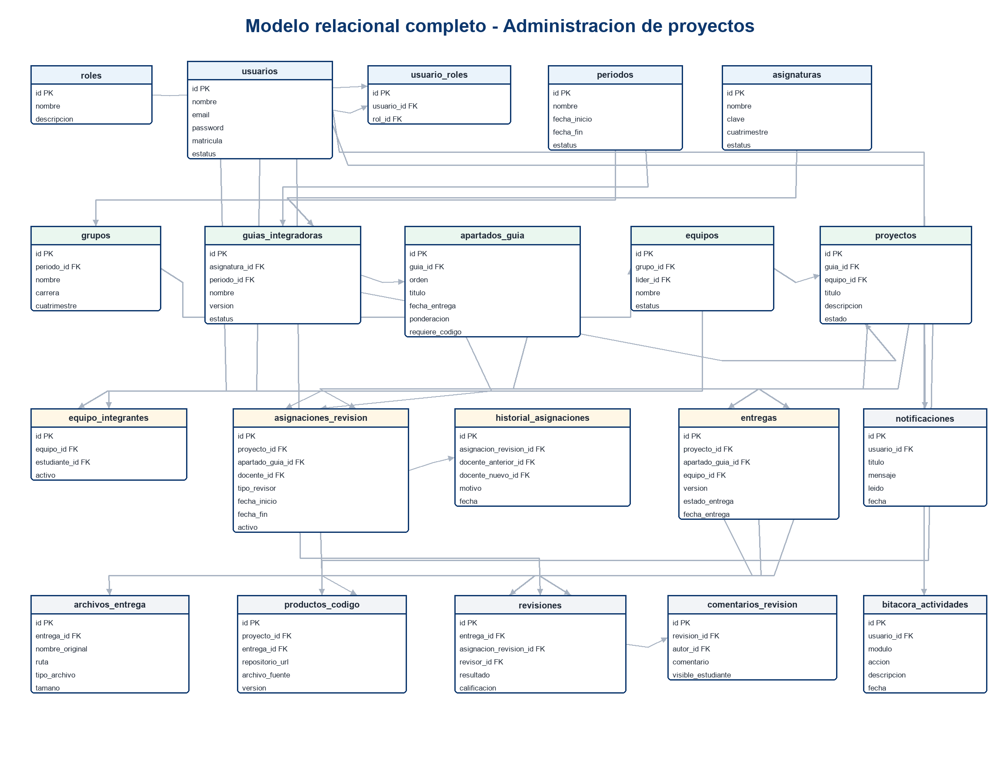 Modelo relacional completo - Administracion de proyectos
roles
id PK
nombre
descripcion
usuarios
id PK
nombre
email
password
matricula
estatus
usuario_roles
id PK
usuario_id FK
rol_id FK
periodos
id PK
nombre
fecha_inicio
fecha_fin
estatus
asignaturas
id PK
nombre
clave
cuatrimestre
estatus
grupos
id PK
periodo_id FK
nombre
carrera
cuatrimestre
guias_integradoras
id PK
asignatura_id FK
periodo_id FK
nombre
version
estatus
apartados_guia
id PK
guia_id FK
orden
titulo
fecha_entrega
ponderacion
requiere_codigo
equipos
id PK
grupo_id FK
lider_id FK
nombre
estatus
proyectos
id PK
guia_id FK
equipo_id FK
titulo
descripcion
estado
equipo_integrantes
id PK
equipo_id FK
estudiante_id FK
activo
asignaciones_revision
id PK
proyecto_id FK
apartado_guia_id FK
docente_id FK
tipo_revisor
fecha_inicio
fecha_fin
activo
historial_asignaciones
id PK
asignacion_revision_id FK
docente_anterior_id FK
docente_nuevo_id FK
motivo
fecha
entregas
id PK
proyecto_id FK
apartado_guia_id FK
equipo_id FK
version
estado_entrega
fecha_entrega
notificaciones
id PK
usuario_id FK
titulo
mensaje
leido
fecha
archivos_entrega
id PK
entrega_id FK
nombre_original
ruta
tipo_archivo
tamano
productos_codigo
id PK
proyecto_id FK
entrega_id FK
repositorio_url
archivo_fuente
version
revisiones
id PK
entrega_id FK
asignacion_revision_id FK
revisor_id FK
resultado
calificacion
comentarios_revision
id PK
revision_id FK
autor_id FK
comentario
visible_estudiante
bitacora_actividades
id PK
usuario_id FK
modulo
accion
descripcion
fecha